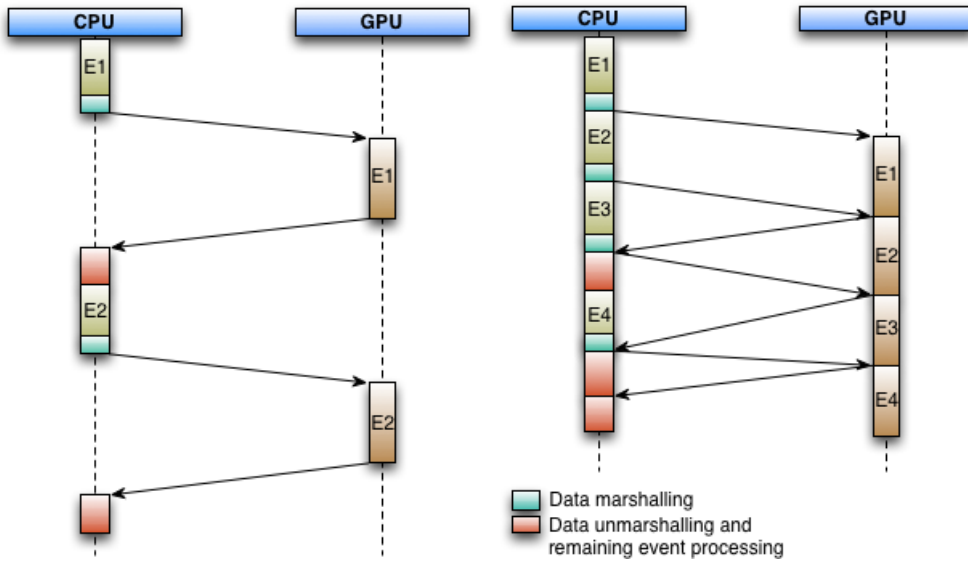 CPU
GPU
E1
E1
E2
E2
CPU
GPU
E1
E2
E3
E4
E1
E2
E3
E4
Data marshalling
Data unmarshalling and
remaining event processing